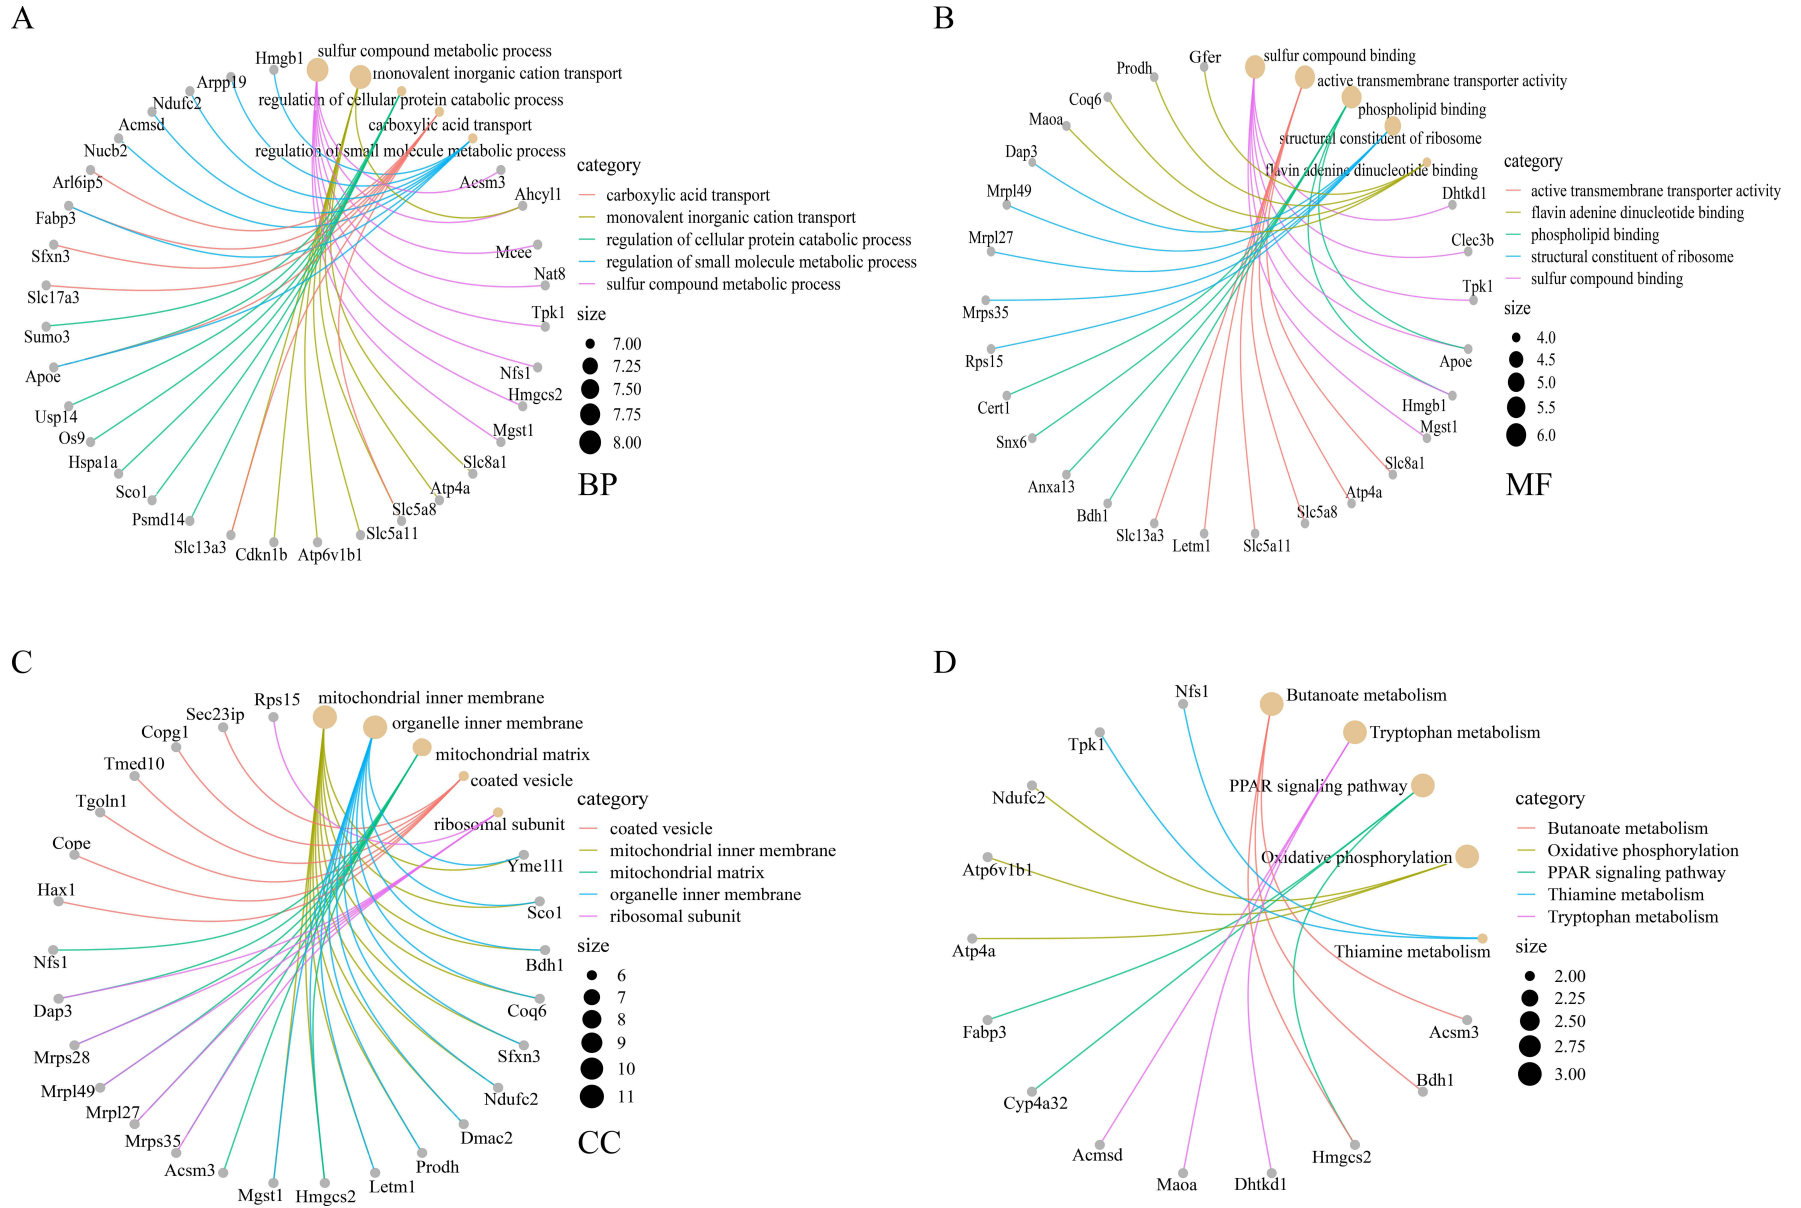 A
sulfur compound metabolic process
monovalent inorganic cation transport
regulation of cellular protein catabolic process
carboxylic acid transport
regulation of small molecule metabolic process
Hmgb1
Arpp19
Ndufc2
Acmsd
Nucb2
Arl6ip5
Fabp3
Sfxn3
Slc17a3
Sumo3
Apoe
Usp14
Os9
Hspa1a
Sco1
Psmd14
Slc13a3
Cdkn1b
Atp6v1b1
Slc5a11
Slc5a8
Atp4a
Slc8a1
Mgst1
Hmgcs2
Nfs1
Tpk1
Nat8
Mcee
Ahcyl1
Acsm3
category
carboxylic acid transport
monovalent inorganic cation transport
regulation of cellular protein catabolic process
regulation of small molecule metabolic process
sulfur compound metabolic process
size
7.00
7.25
7.50
7.75
8.00
BP
B
sulfur compound binding
active transmembrane transporter activity
phospholipid binding
structural constituent of ribosome
flavin adenine dinucleotide binding
Gfer
Prodh
Coq6
Maoa
Dap3
Mrpl49
Mrpl27
Mrps35
Rps15
Cert1
Snx6
Anxa13
Bdh1
Slc13a3
Letm1
Slc5a11
Slc5a8
Atp4a
Slc8a1
Mgst1
Hmgb1
Apoe
Tpk1
Clec3b
Dhtkd1
category
active transmembrane transporter activity
flavin adenine dinucleotide binding
phospholipid binding
structural constituent of ribosome
sulfur compound binding
size
4.0
4.5
5.0
5.5
6.0
MF
C
mitochondrial inner membrane
organelle inner membrane
mitochondrial matrix
coated vesicle
ribosomal subunit
Rps15
Sec23ip
Copg1
Tmed10
Tgoln1
Cope
Hax1
Nfs1
Dap3
Mrps28
Mrpl49
Mrpl27
Mrps35
Acsm3
Mgst1
Hmgcs2
Letm1
Prodh
Dmac2
Ndufc2
Sfxn3
Coq6
Bdh1
Sco1
Yme1l1
category
coated vesicle
mitochondrial inner membrane
mitochondrial matrix
organelle inner membrane
ribosomal subunit
size
6
7
8
9
10
11
CC
D
Butanoate metabolism
Tryptophan metabolism
PPAR signaling pathway
Oxidative phosphorylation
Thiamine metabolism
Nfs1
Tpk1
Ndufc2
Atp6v1b1
Atp4a
Fabp3
Cyp4a32
Acmsd
Maoa
Dhtkd1
Hmgcs2
Bdh1
Acsm3
category
Butanoate metabolism
Oxidative phosphorylation
PPAR signaling pathway
Thiamine metabolism
Tryptophan metabolism
size
2.00
2.25
2.50
2.75
3.00